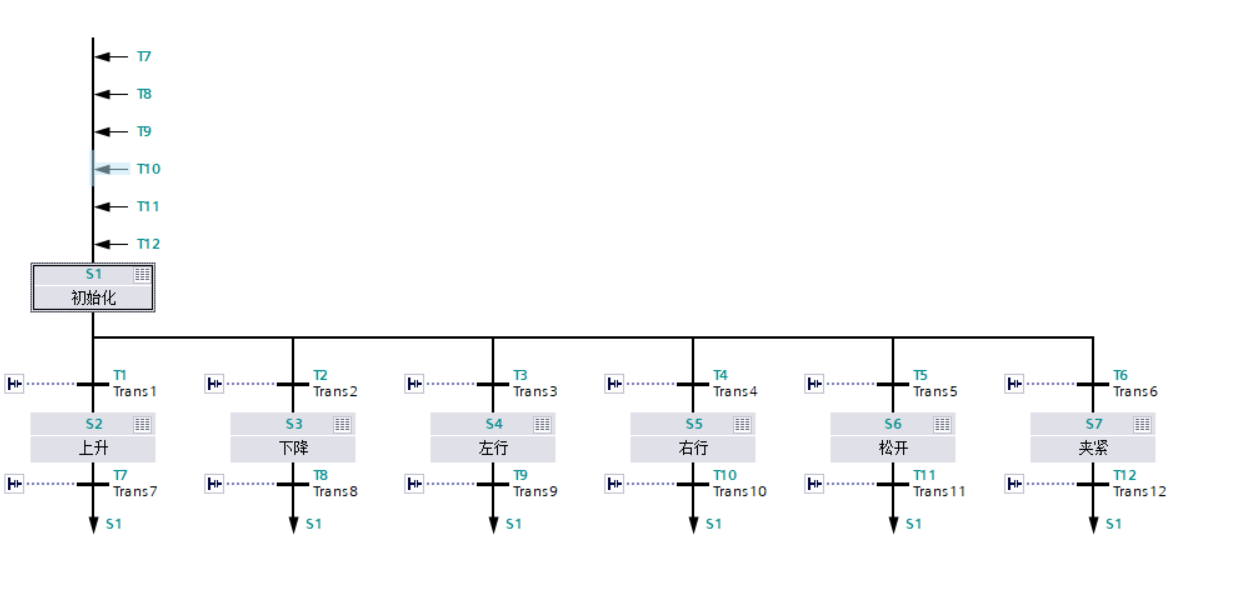 T7
T8
T9
T10
T11
T12
S1
初始化
T1 T2 T3 T4 T5 T6
Trans1 Trans2 Trans3 Trans4 Trans5 Trans6
S2 S3 S4 S5 S6 S7
上升 下降 左行 右行 松开 夹紧
T7 T8 T9 T10 T11 T12
Trans7 Trans8 Trans9 Trans10 Trans11 Trans12
S1 S1 S1 S1 S1 S1